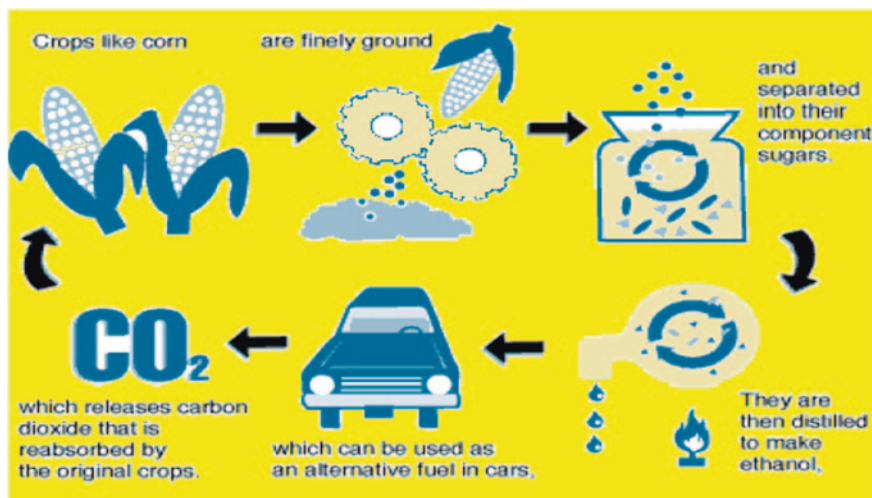 Crops like corn
are finely ground
and
separated
into their
component
sugars.
They are
then distilled
to make
ethanol,
which can be used as
an alternative fuel in cars,
CO2
which releases carbon
dioxide that is
reabsorbed by
the original crops.